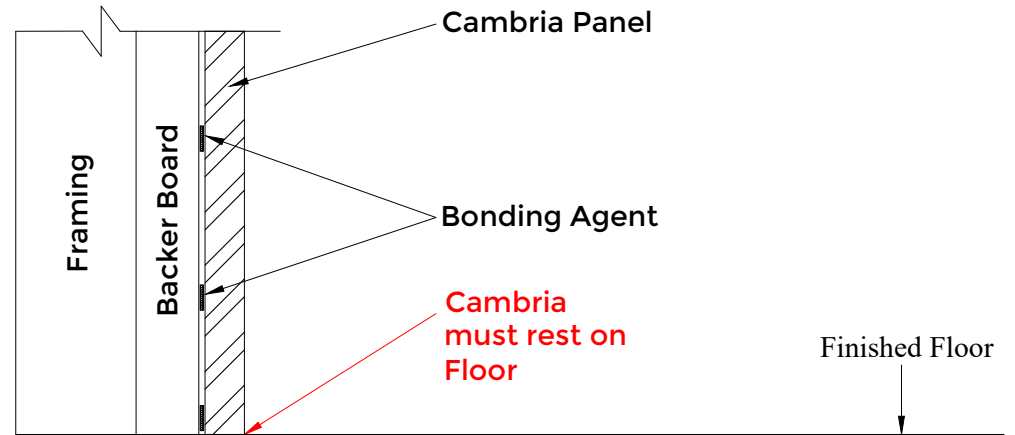 Cambria Panel
Framing
Backer Board
Bonding Agent
Cambria
must rest on
Floor
Finished Floor